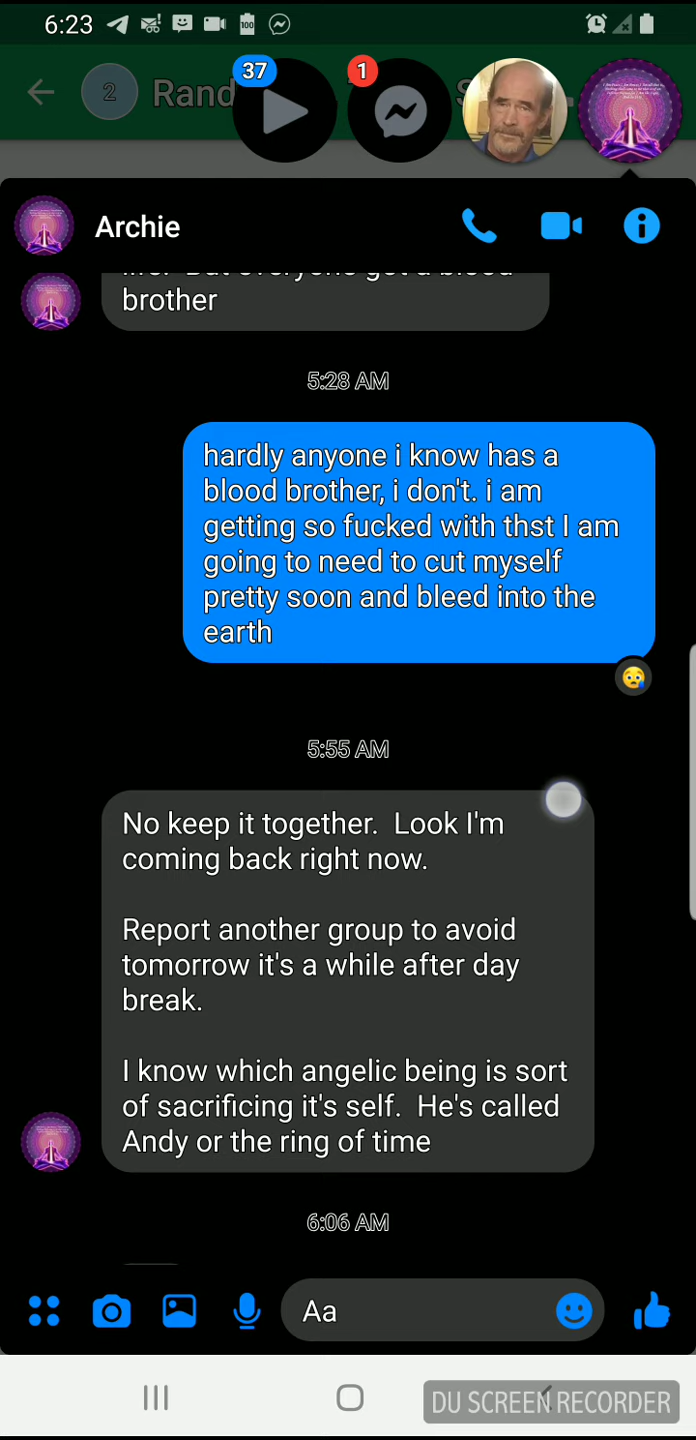 6:23
100
37
1
2
Rand
Archie
brother
5:28 AM
hardly anyone i know has a
blood brother, i don't. i am
getting so fucked with thst I am
going to need to cut myself
pretty soon and bleed into the
earth
5:55 AM
No keep it together. Look I'm
coming back right now.
Report another group to avoid
tomorrow it's a while after day
break.
I know which angelic being is sort
of sacrificing it's self. He's called
Andy or the ring of time
6:06 AM
Aa
DU SCREEN RECORDER